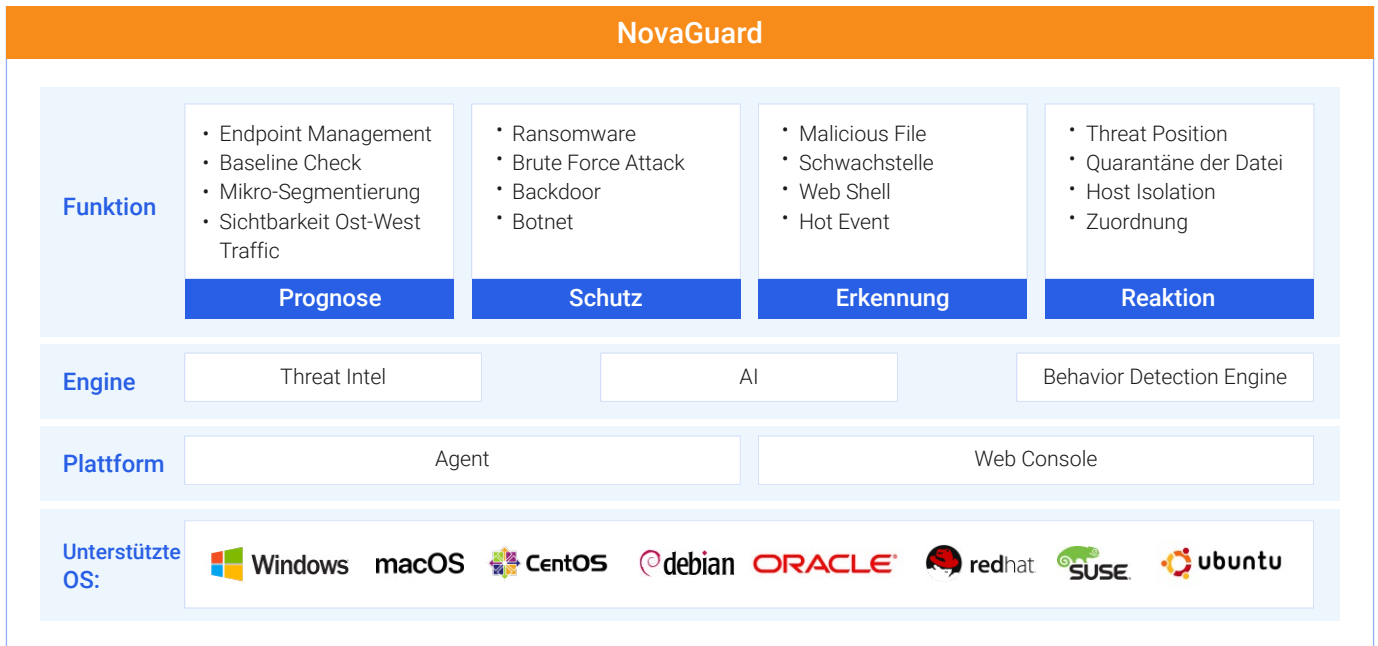 NovaGuard
Funktion
• Endpoint Management
• Baseline Check
• Mikro-Segmentierung
• Sichtbarkeit Ost-West
Traffic
Prognose
• Ransomware
• Brute Force Attack
• Backdoor
• Botnet
Schutz
• Malicious File
• Schwachstelle
• Web Shell
• Hot Event
Erkennung
• Threat Position
• Quarantäne der Datei
• Host Isolation
• Zuordnung
Reaktion
Engine
Threat Intel
AI
Behavior Detection Engine
Plattform
Agent
Web Console
Unterstützte
OS:
Windows
macOS
CentOS
debian
ORACLE
redhat
SUSE
ubuntu